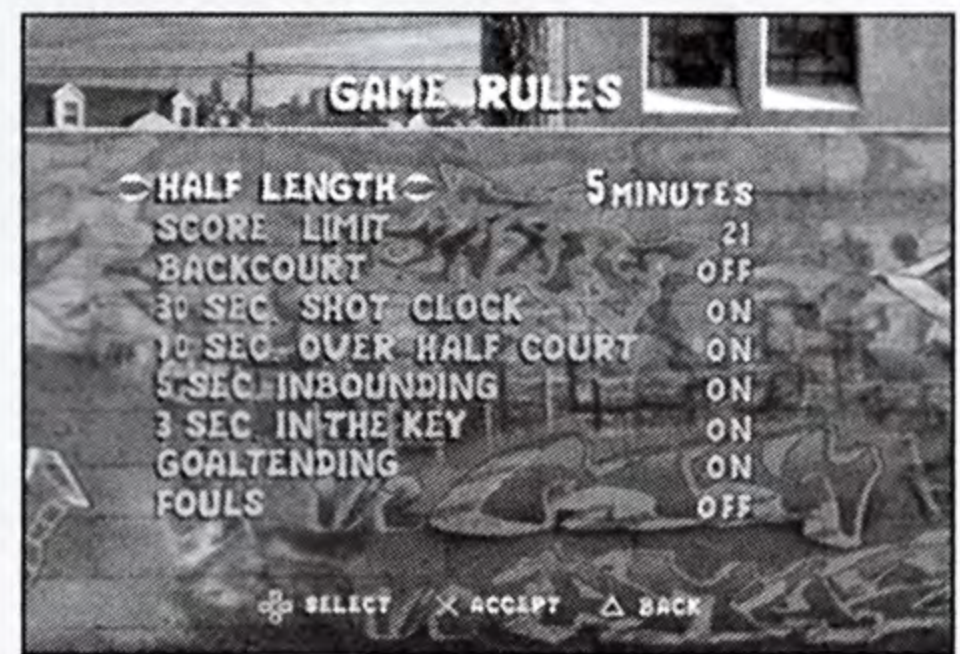 GAME RULES
HALF LENGTH 5 MINUTES
SCORE LIMIT 21
BACKCOURT OFF
30 SEC. SHOT CLOCK ON
10 SEC. OVER HALF COURT ON
5 SEC. INBOUNDING ON
3 SEC. IN THE KEY ON
GOALTENDING ON
FOULS OFF
SELECT X ACCEPT △ BACK